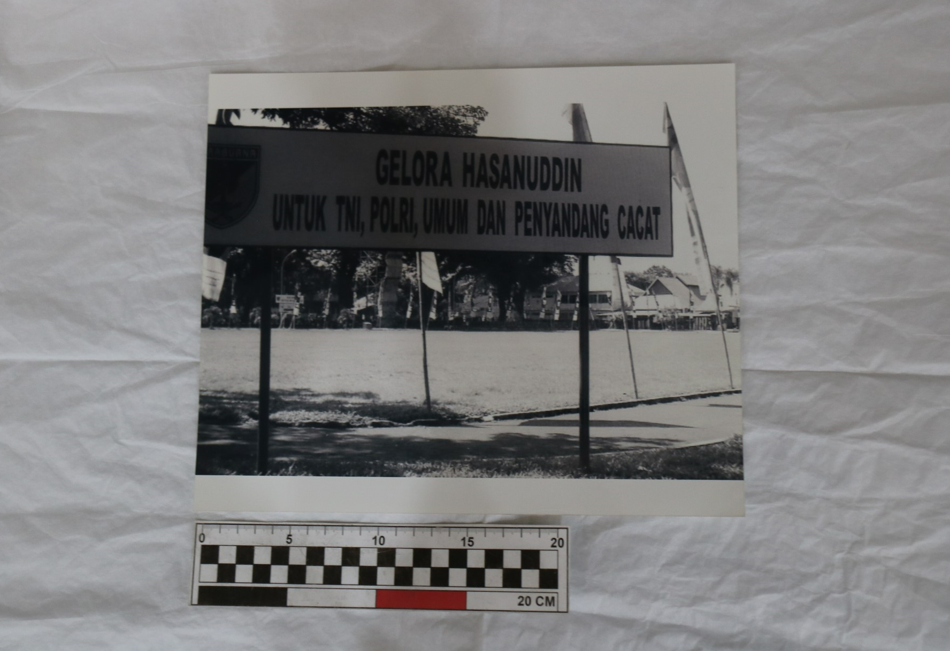 GELORA HASANUDDIN
UNTUK TNI, POLRI, UMUM DAN PENYANDANG CACAT
0 5 10 15 20
20 CM